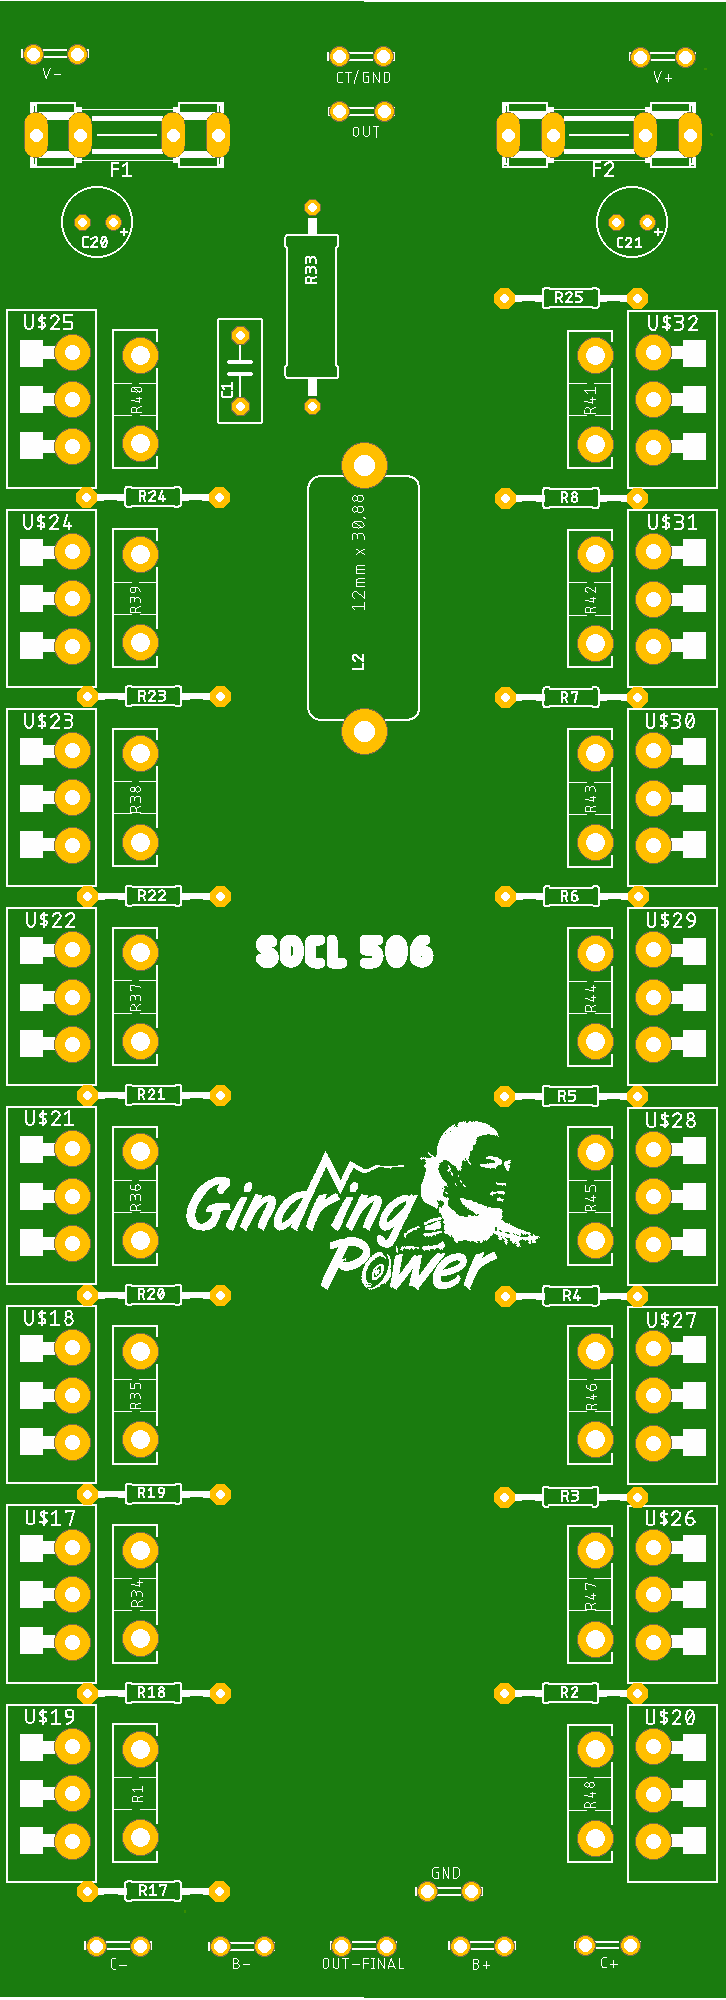 V-
CT/GND
V+
OUT
F1
F2
C20
+
C21
+
R33
R25
U$25
U$32
R40
C1
R41
R24
R8
U$24
U$31
12mm x 30.88
R39
R42
L2
R23
R7
U$23
U$30
R38
R43
R22
R6
U$22
U$29
SOCL 506
R37
R44
R21
R5
U$21
U$28
Gindring
Power
R36
R45
R20
R4
U$18
U$27
R35
R46
R19
R3
U$17
U$26
R34
R47
R18
R2
U$19
U$20
R1
R48
GND
R17
C-
B-
OUT-FINAL
B+
C+